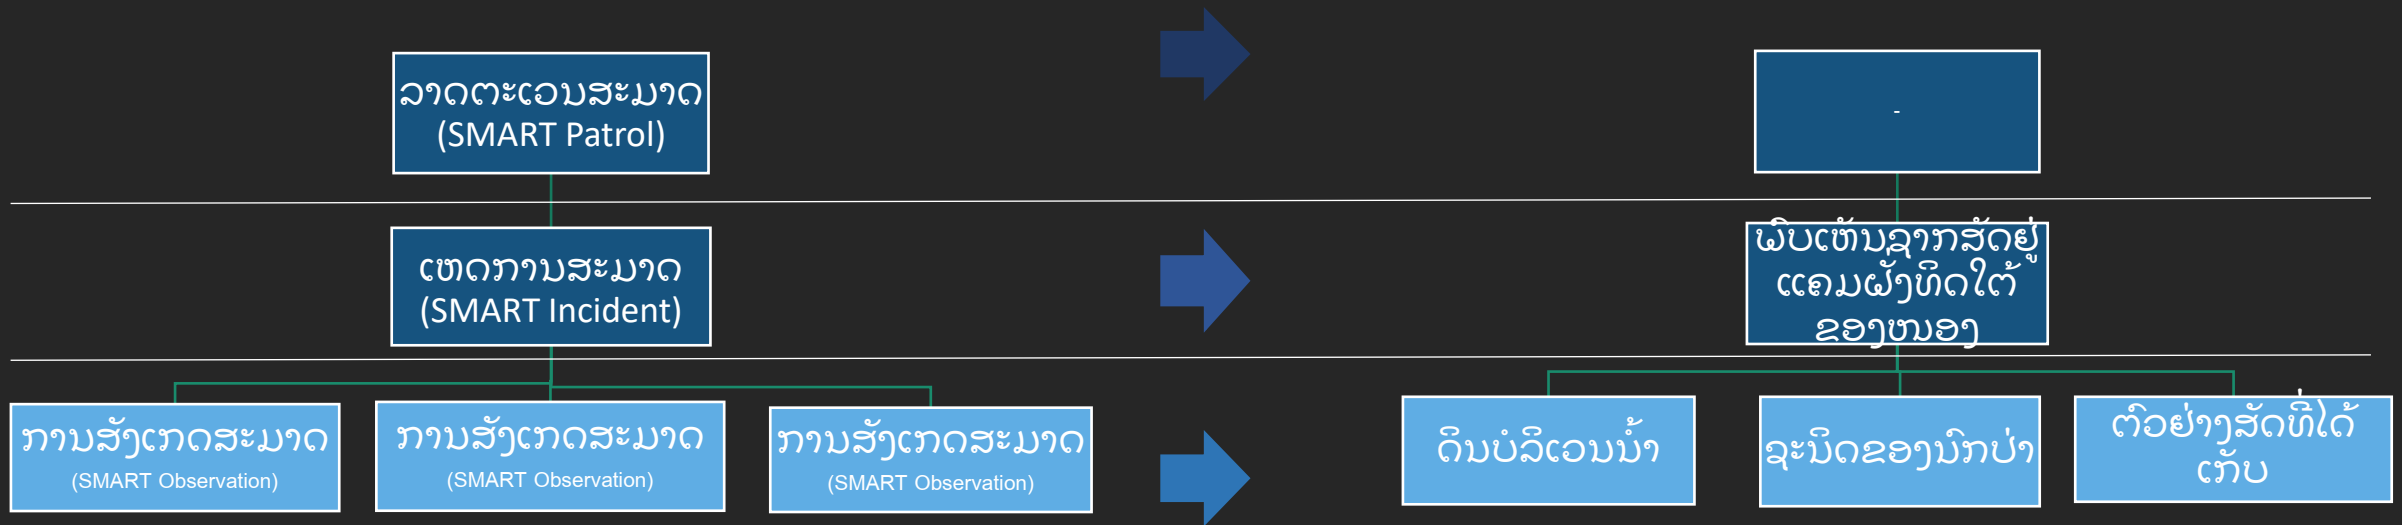 ລາດຕະເວນສະມາດ
(SMART Patrol)
-
ເຫດການສະມາດ
(SMART Incident)
ພົບເຫັນຊາກສັດຢູ່
ແຄມຝັ່ງທິດໃຕ້
ຂອງໜອງ
ການສັງເກດສະມາດ
(SMART Observation)
ການສັງເກດສະມາດ
(SMART Observation)
ການສັງເກດສະມາດ
(SMART Observation)
ດິນບໍລິເວນນ້ຳ
ຊະນິດຂອງນົກປ່າ
ຕົວຢ່າງສັດທີ່ໄດ້
ເກັບ